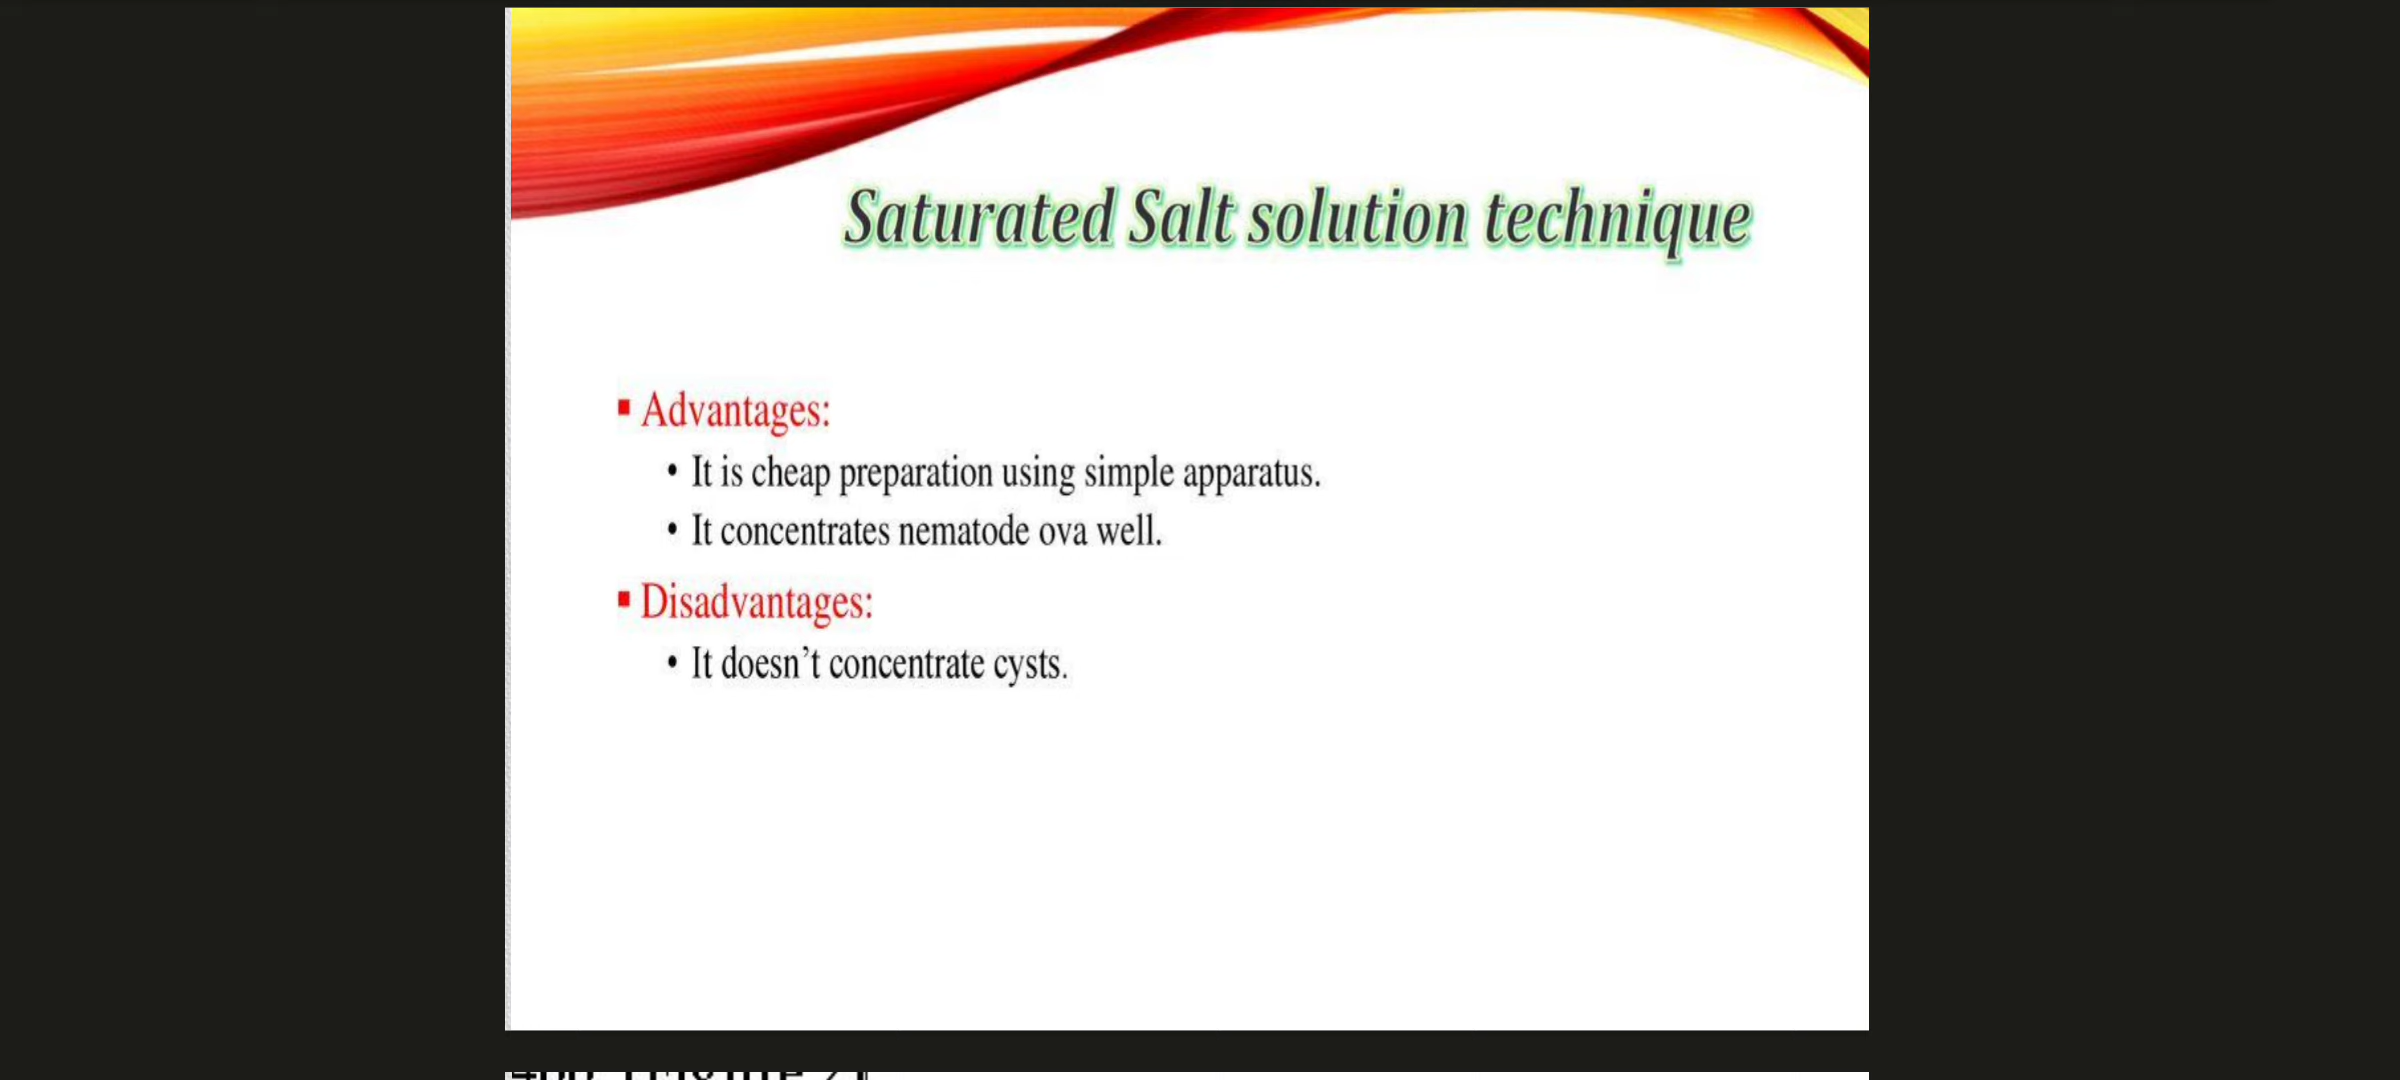 Saturated Salt solution technique
▪ Advantages:
• It is cheap preparation using simple apparatus.
• It concentrates nematode ova well.
▪ Disadvantages:
• It doesn’t concentrate cysts.